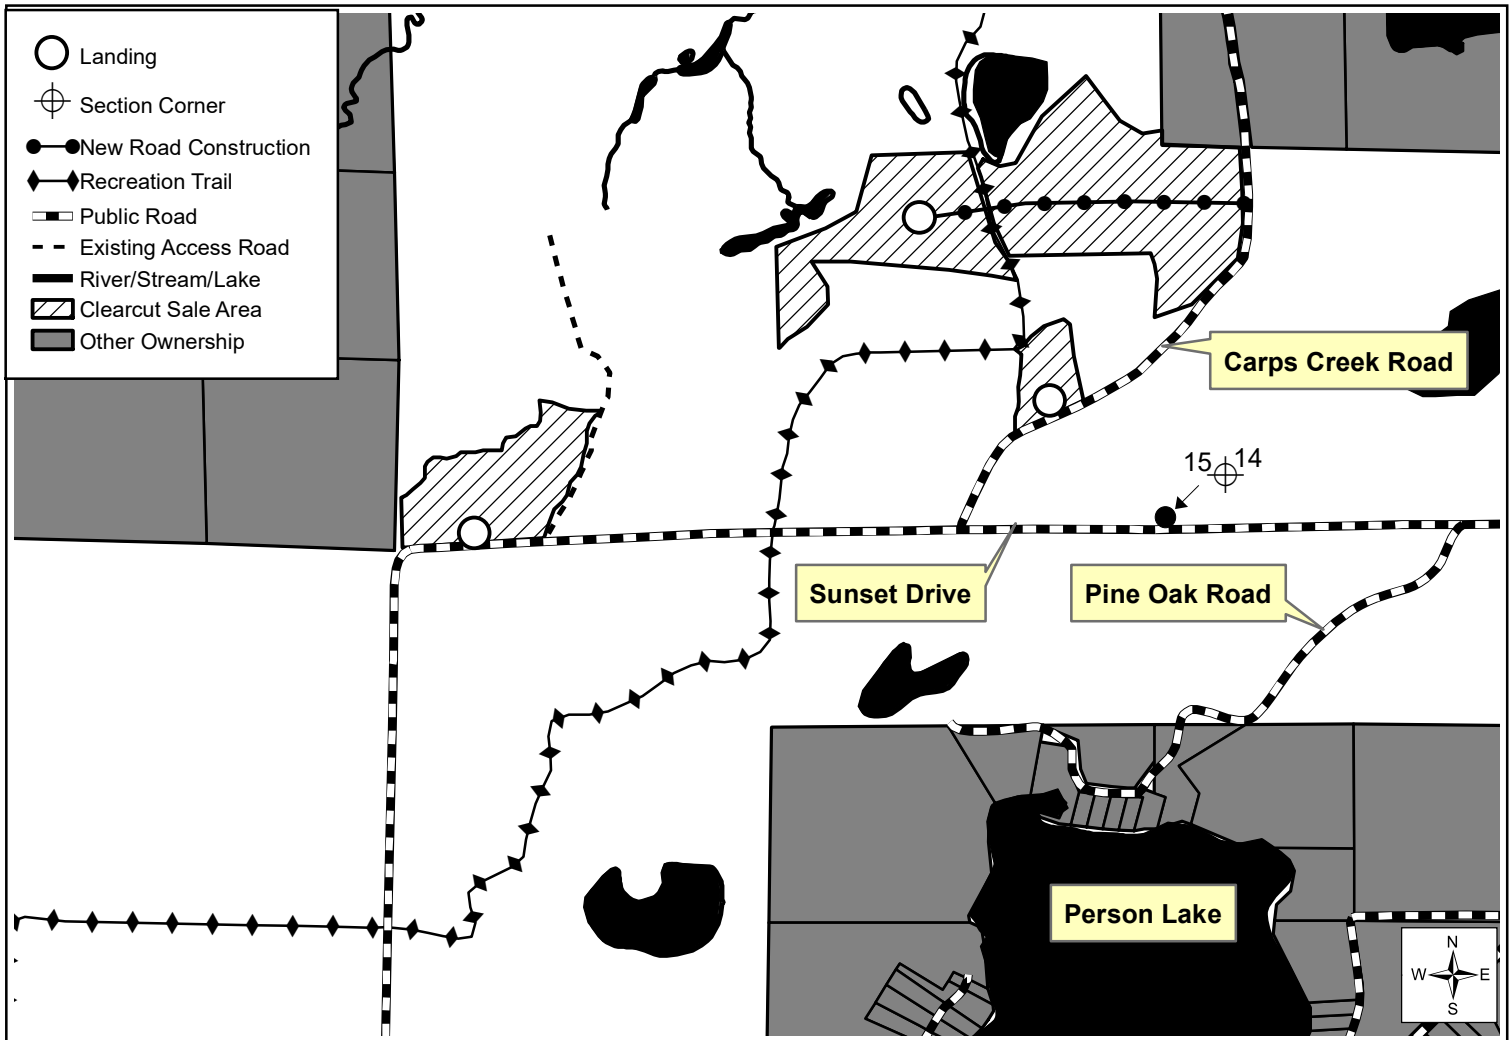 Landing
Section Corner
New Road Construction
Recreation Trail
Public Road
Existing Access Road
River/Stream/Lake
Clearcut Sale Area
Other Ownership
Carps Creek Road
15 14
Sunset Drive
Pine Oak Road
Person Lake
N
W E
S